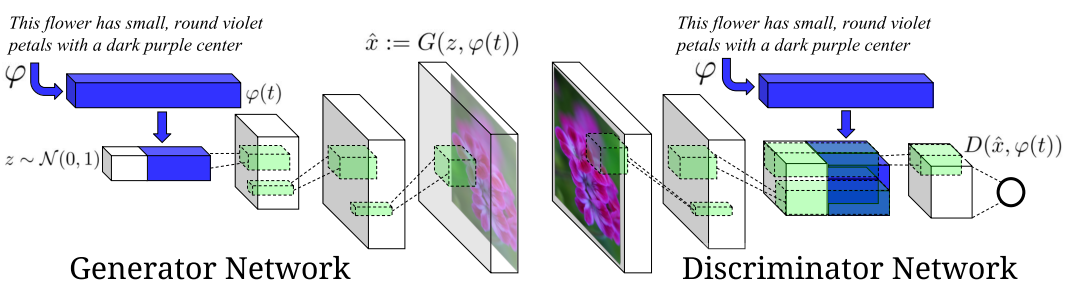 This flower has small, round violet
petals with a dark purple center
φ
φ(t)
z ∼ 𝒩(0, 1)
x̂ := G(z, φ(t))
Generator Network
This flower has small, round violet
petals with a dark purple center
φ
D(x̂, φ(t))
Discriminator Network